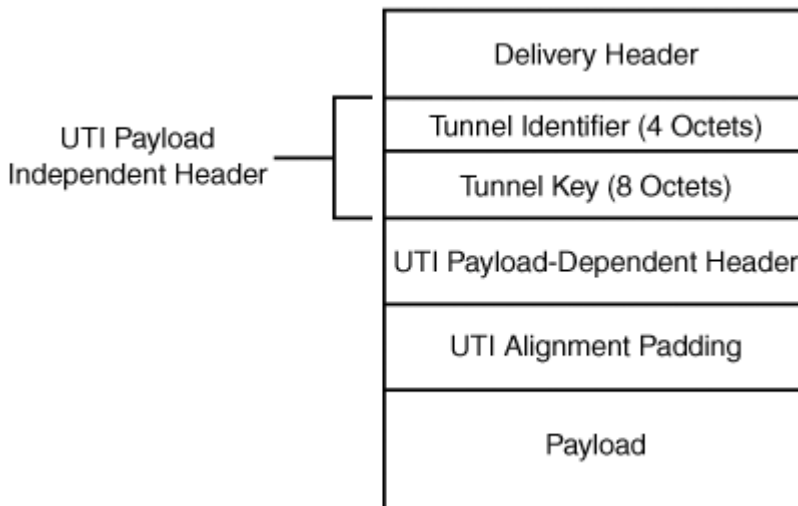 Delivery Header
UTI Payload
Independent Header
Tunnel Identifier (4 Octets)
Tunnel Key (8 Octets)
UTI Payload-Dependent Header
UTI Alignment Padding
Payload